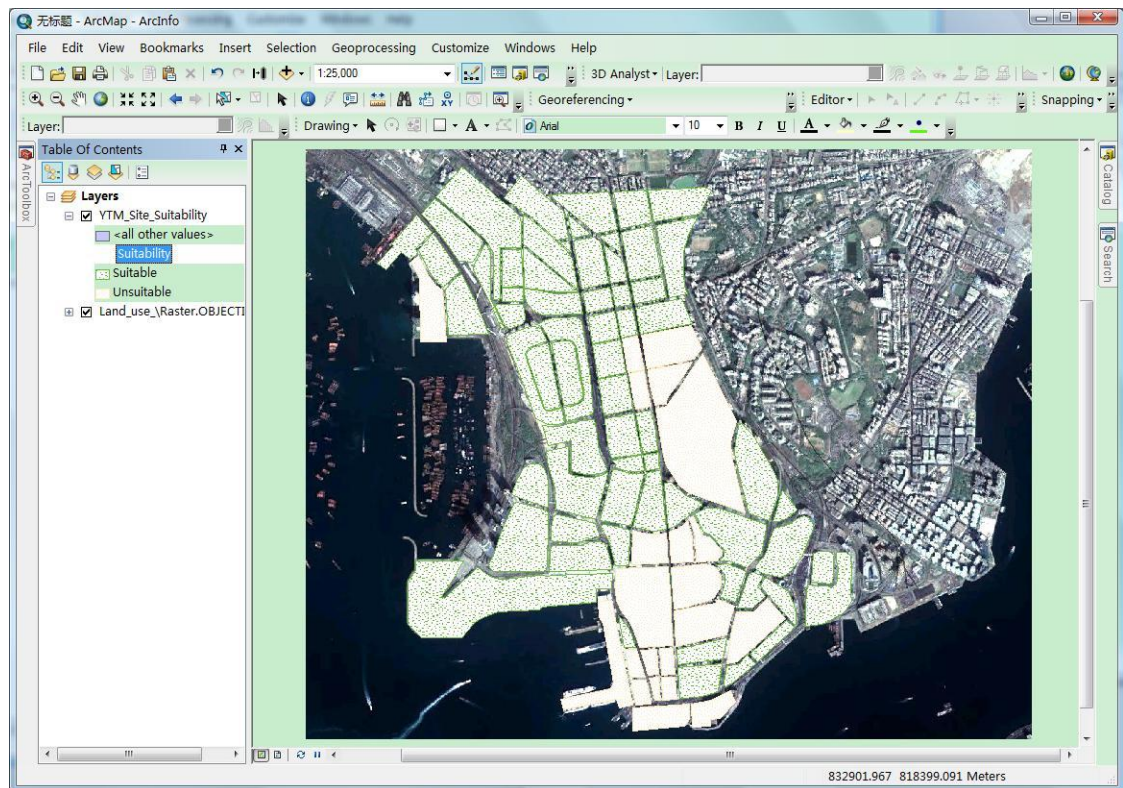 无标题 - ArcMap - ArcInfo
File Edit View Bookmarks Insert Selection Geoprocessing Customize Windows Help
1:25,000 3D Analyst Layer:
Georeferencing Editor Snapping
Layer: Drawing A Arial 10 B I U A
Table Of Contents
ArcToolbox
Layers
YTM_Site_Suitability
<all other values>
Suitability
Suitable
Unsuitable
Land_use_\Raster.OBJECTI
Catalog
Search
832901.967 818399.091 Meters